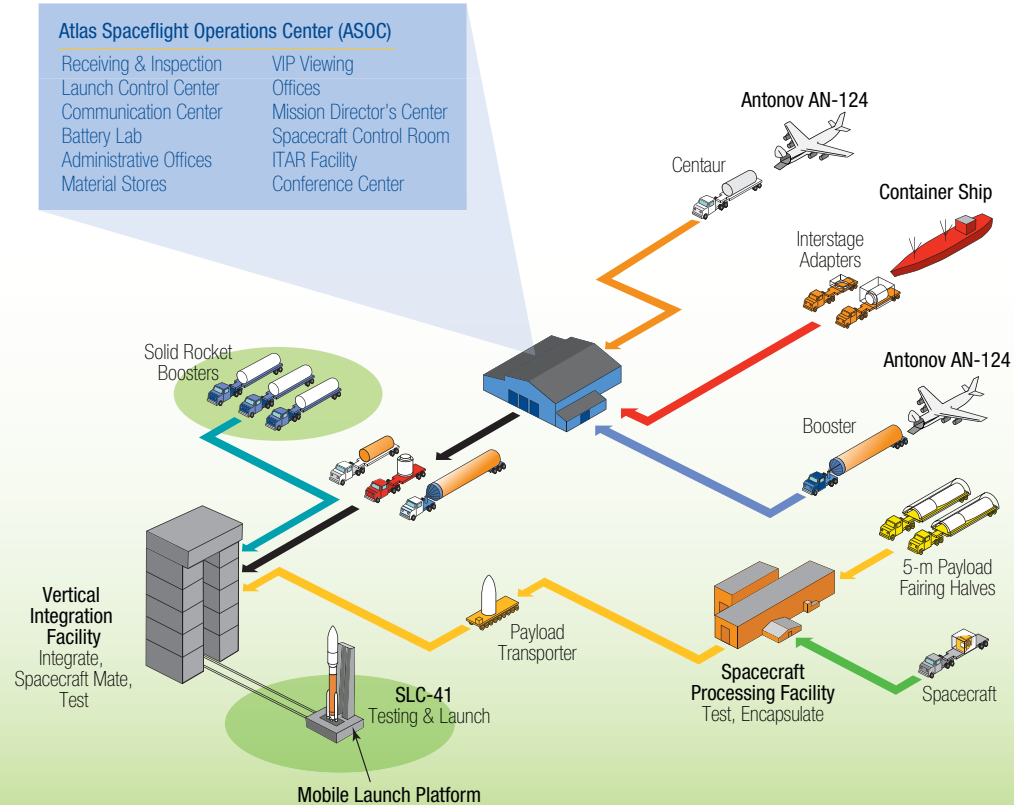 Atlas Spaceflight Operations Center (ASOC)
Receiving & Inspection
Launch Control Center
Communication Center
Battery Lab
Administrative Offices
Material Stores
VIP Viewing
Offices
Mission Director's Center
Spacecraft Control Room
ITAR Facility
Conference Center
Antonov AN-124
Centaur
Container Ship
Interstage
Adapters
Solid Rocket
Boosters
Antonov AN-124
Booster
5-m Payload
Fairing Halves
Vertical
Integration
Facility
Integrate,
Spacecraft Mate,
Test
Payload
Transporter
Spacecraft
Processing Facility
Test, Encapsulate
Spacecraft
SLC-41
Testing & Launch
Mobile Launch Platform